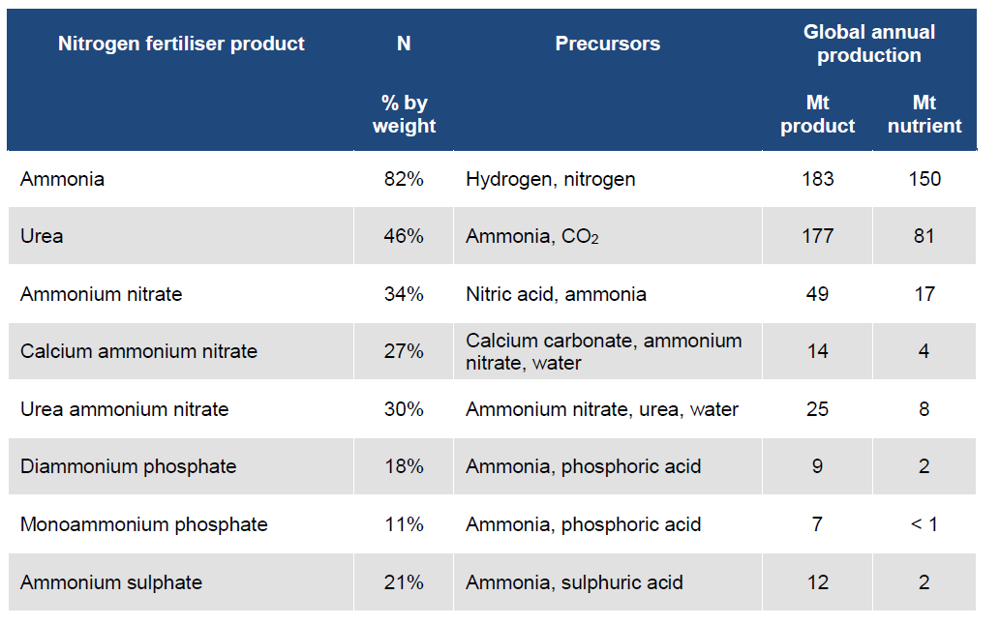 Nitrogen fertiliser product N Precursors Global annual
production
% by Mt Mt
weight product nutrient
Ammonia 82% Hydrogen, nitrogen 183 150
Urea 46% Ammonia, CO₂ 177 81
Ammonium nitrate 34% Nitric acid, ammonia 49 17
Calcium ammonium nitrate 27% Calcium carbonate, ammonium
nitrate, water 14 4
Urea ammonium nitrate 30% Ammonium nitrate, urea, water 25 8
Diammonium phosphate 18% Ammonia, phosphoric acid 9 2
Monoammonium phosphate 11% Ammonia, phosphoric acid 7 < 1
Ammonium sulphate 21% Ammonia, sulphuric acid 12 2